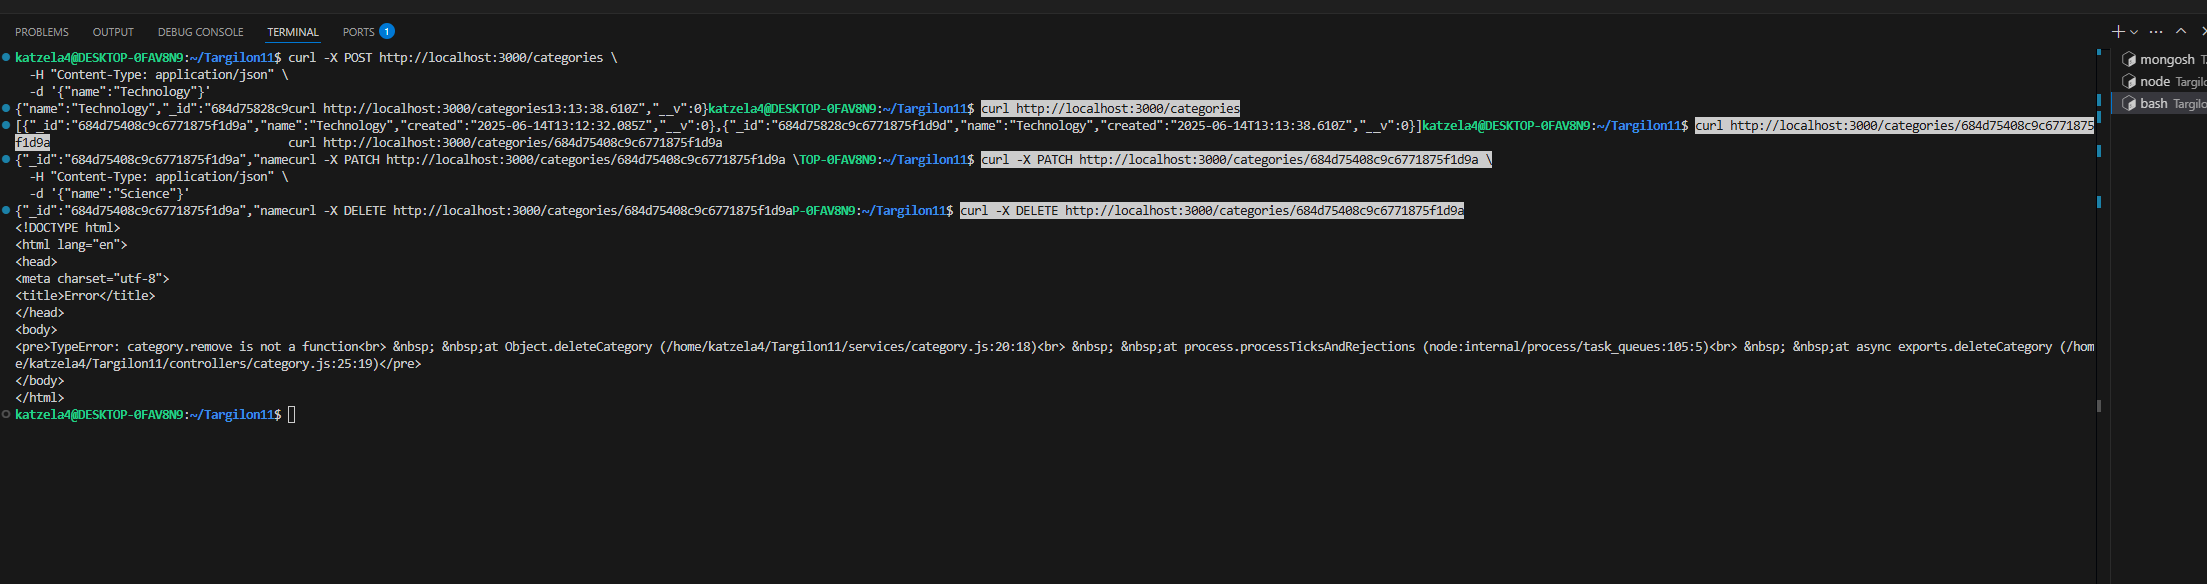 PROBLEMS OUTPUT DEBUG CONSOLE TERMINAL PORTS 1
katzela4@DESKTOP-0FAV8N9:~/Targilon11$ curl -X POST http://localhost:3000/categories \
-H "Content-Type: application/json" \
-d '{"name":"Technology"}'
{"name":"Technology","_id":"684d75828c9curl http://localhost:3000/categories13:13:38.610Z","__v":0}katzela4@DESKTOP-0FAV8N9:~/Targilon11$ curl http://localhost:3000/categories
[{"_id":"684d75408c9c6771875f1d9a","name":"Technology","created":"2025-06-14T13:12:32.085Z","__v":0},{"_id":"684d75828c9c6771875f1d9d","name":"Technology","created":"2025-06-14T13:13:38.610Z","__v":0}]katzela4@DESKTOP-0FAV8N9:~/Targilon11$ curl http://localhost:3000/categories/684d75408c9c6771875
f1d9a curl http://localhost:3000/categories/684d75408c9c6771875f1d9a
{"_id":"684d75408c9c6771875f1d9a","namecurl -X PATCH http://localhost:3000/categories/684d75408c9c6771875f1d9a \TOP-0FAV8N9:~/Targilon11$ curl -X PATCH http://localhost:3000/categories/684d75408c9c6771875f1d9a \
-H "Content-Type: application/json" \
-d '{"name":"Science"}'
{"_id":"684d75408c9c6771875f1d9a","namecurl -X DELETE http://localhost:3000/categories/684d75408c9c6771875f1d9aP-0FAV8N9:~/Targilon11$ curl -X DELETE http://localhost:3000/categories/684d75408c9c6771875f1d9a
<!DOCTYPE html>
<html lang="en">
<head>
<meta charset="utf-8">
<title>Error</title>
</head>
<body>
<pre>TypeError: category.remove is not a function<br> &nbsp; &nbsp;at Object.deleteCategory (/home/katzela4/Targilon11/services/category.js:20:18)<br> &nbsp; &nbsp;at process.processTicksAndRejections (node:internal/process/task_queues:105:5)<br> &nbsp; &nbsp;at async exports.deleteCategory (/hom
e/katzela4/Targilon11/controllers/category.js:25:19)</pre>
</body>
</html>
katzela4@DESKTOP-0FAV8N9:~/Targilon11$
mongosh T
node Targilo
bash Targilo